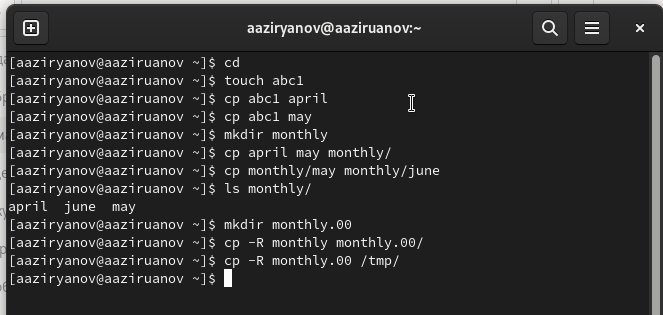 aaziryanov@aaziruanov:~
[aaziryanov@aaziruanov ~]$ cd
[aaziryanov@aaziruanov ~]$ touch abc1
[aaziryanov@aaziruanov ~]$ cp abc1 april
[aaziryanov@aaziruanov ~]$ cp abc1 may
[aaziryanov@aaziruanov ~]$ mkdir monthly
[aaziryanov@aaziruanov ~]$ cp april may monthly/
[aaziryanov@aaziruanov ~]$ cp monthly/may monthly/june
[aaziryanov@aaziruanov ~]$ ls monthly/
april  june  may
[aaziryanov@aaziruanov ~]$ mkdir monthly.00
[aaziryanov@aaziruanov ~]$ cp -R monthly monthly.00/
[aaziryanov@aaziruanov ~]$ cp -R monthly.00 /tmp/
[aaziryanov@aaziruanov ~]$